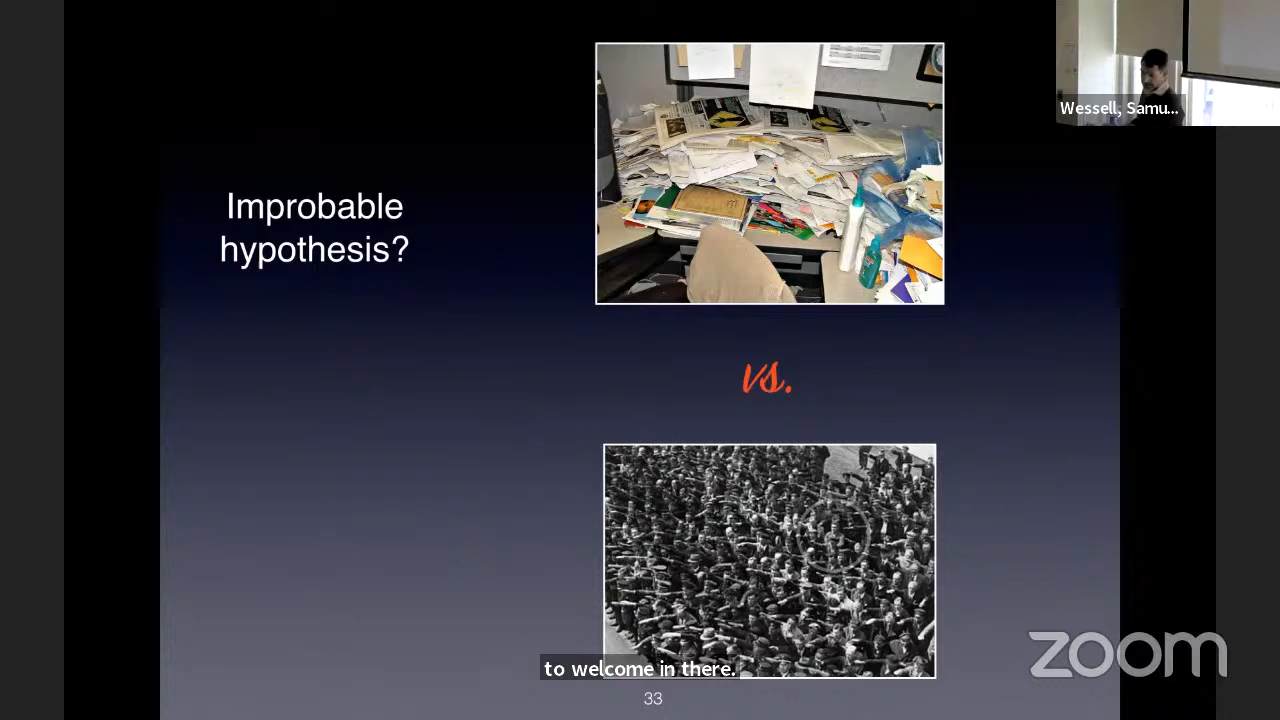 Improbable
hypothesis?
vs.
Wessell, Samu...
to welcome in there.
33
zoom